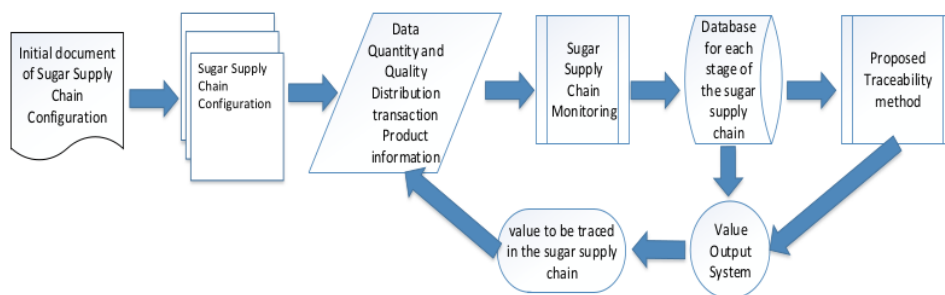 Initial document
of Sugar Supply
Chain
Configuration
Sugar Supply
Chain
Configuration
Data
Quantity and
Quality
Distribution
transaction
Product
information
Sugar
Supply
Chain
Monitoring
Database
for each
stage of
the sugar
supply
chain
Proposed
Traceability
method
value to be traced
in the sugar supply
chain
Value
Output
System